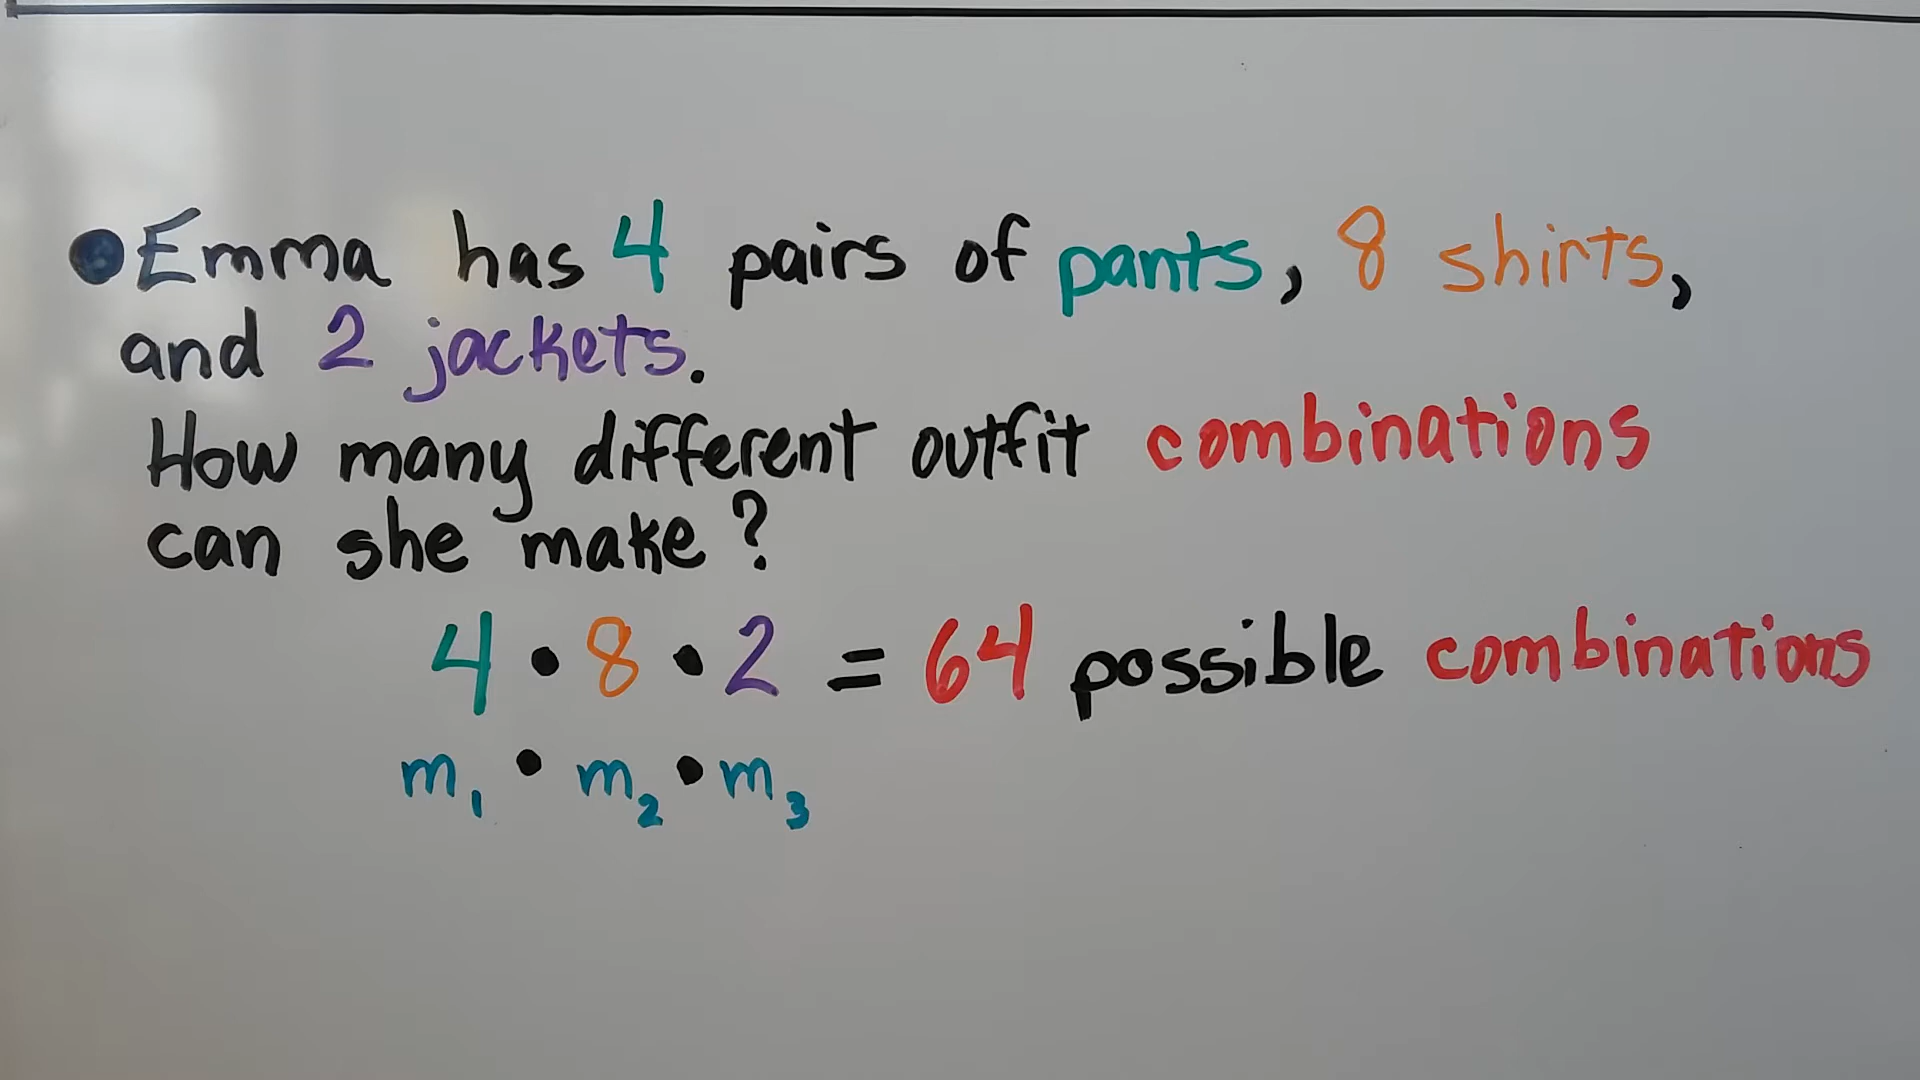 Emma has 4 pairs of pants, 8 shirts,
and 2 jackets.
How many different outfit combinations
can she make?
4 • 8 • 2 = 64 possible combinations
m₁ • m₂ • m₃